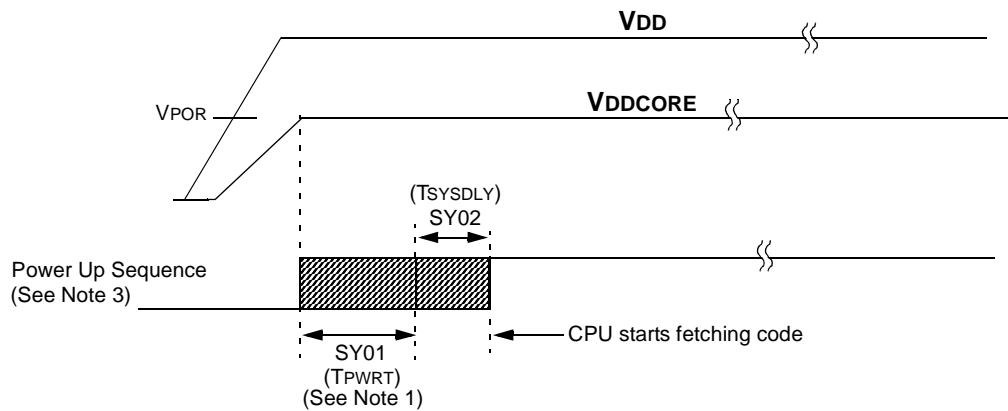 VDD
VPOR
VDDCORE
(TSYSDLY)
SY02
Power Up Sequence
(See Note 3)
CPU starts fetching code
SY01
(TPWRT)
(See Note 1)